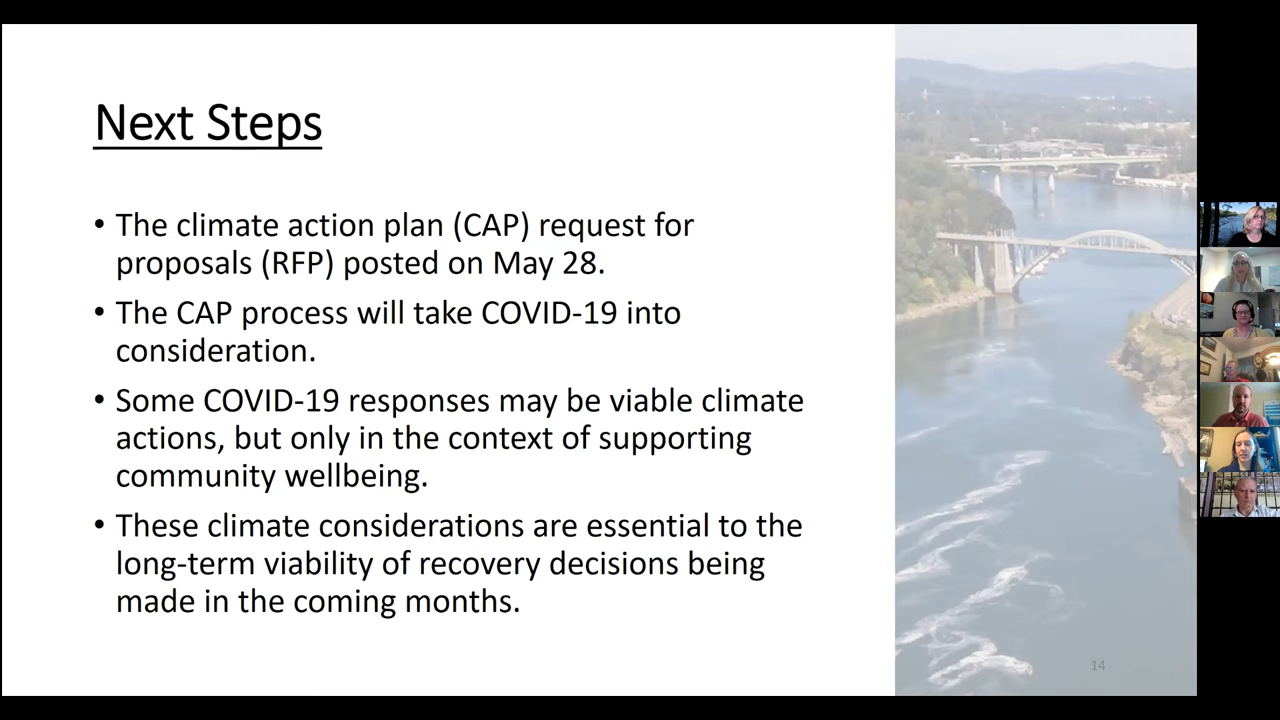 Next Steps
• The climate action plan (CAP) request for
proposals (RFP) posted on May 28.
• The CAP process will take COVID-19 into
consideration.
• Some COVID-19 responses may be viable climate
actions, but only in the context of supporting
community wellbeing.
• These climate considerations are essential to the
long-term viability of recovery decisions being
made in the coming months.
14